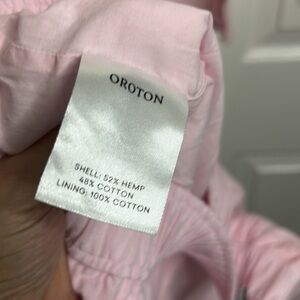 OROTON
SHELL: 52% HEMP
48% COTTON
LINING: 100% COTTON